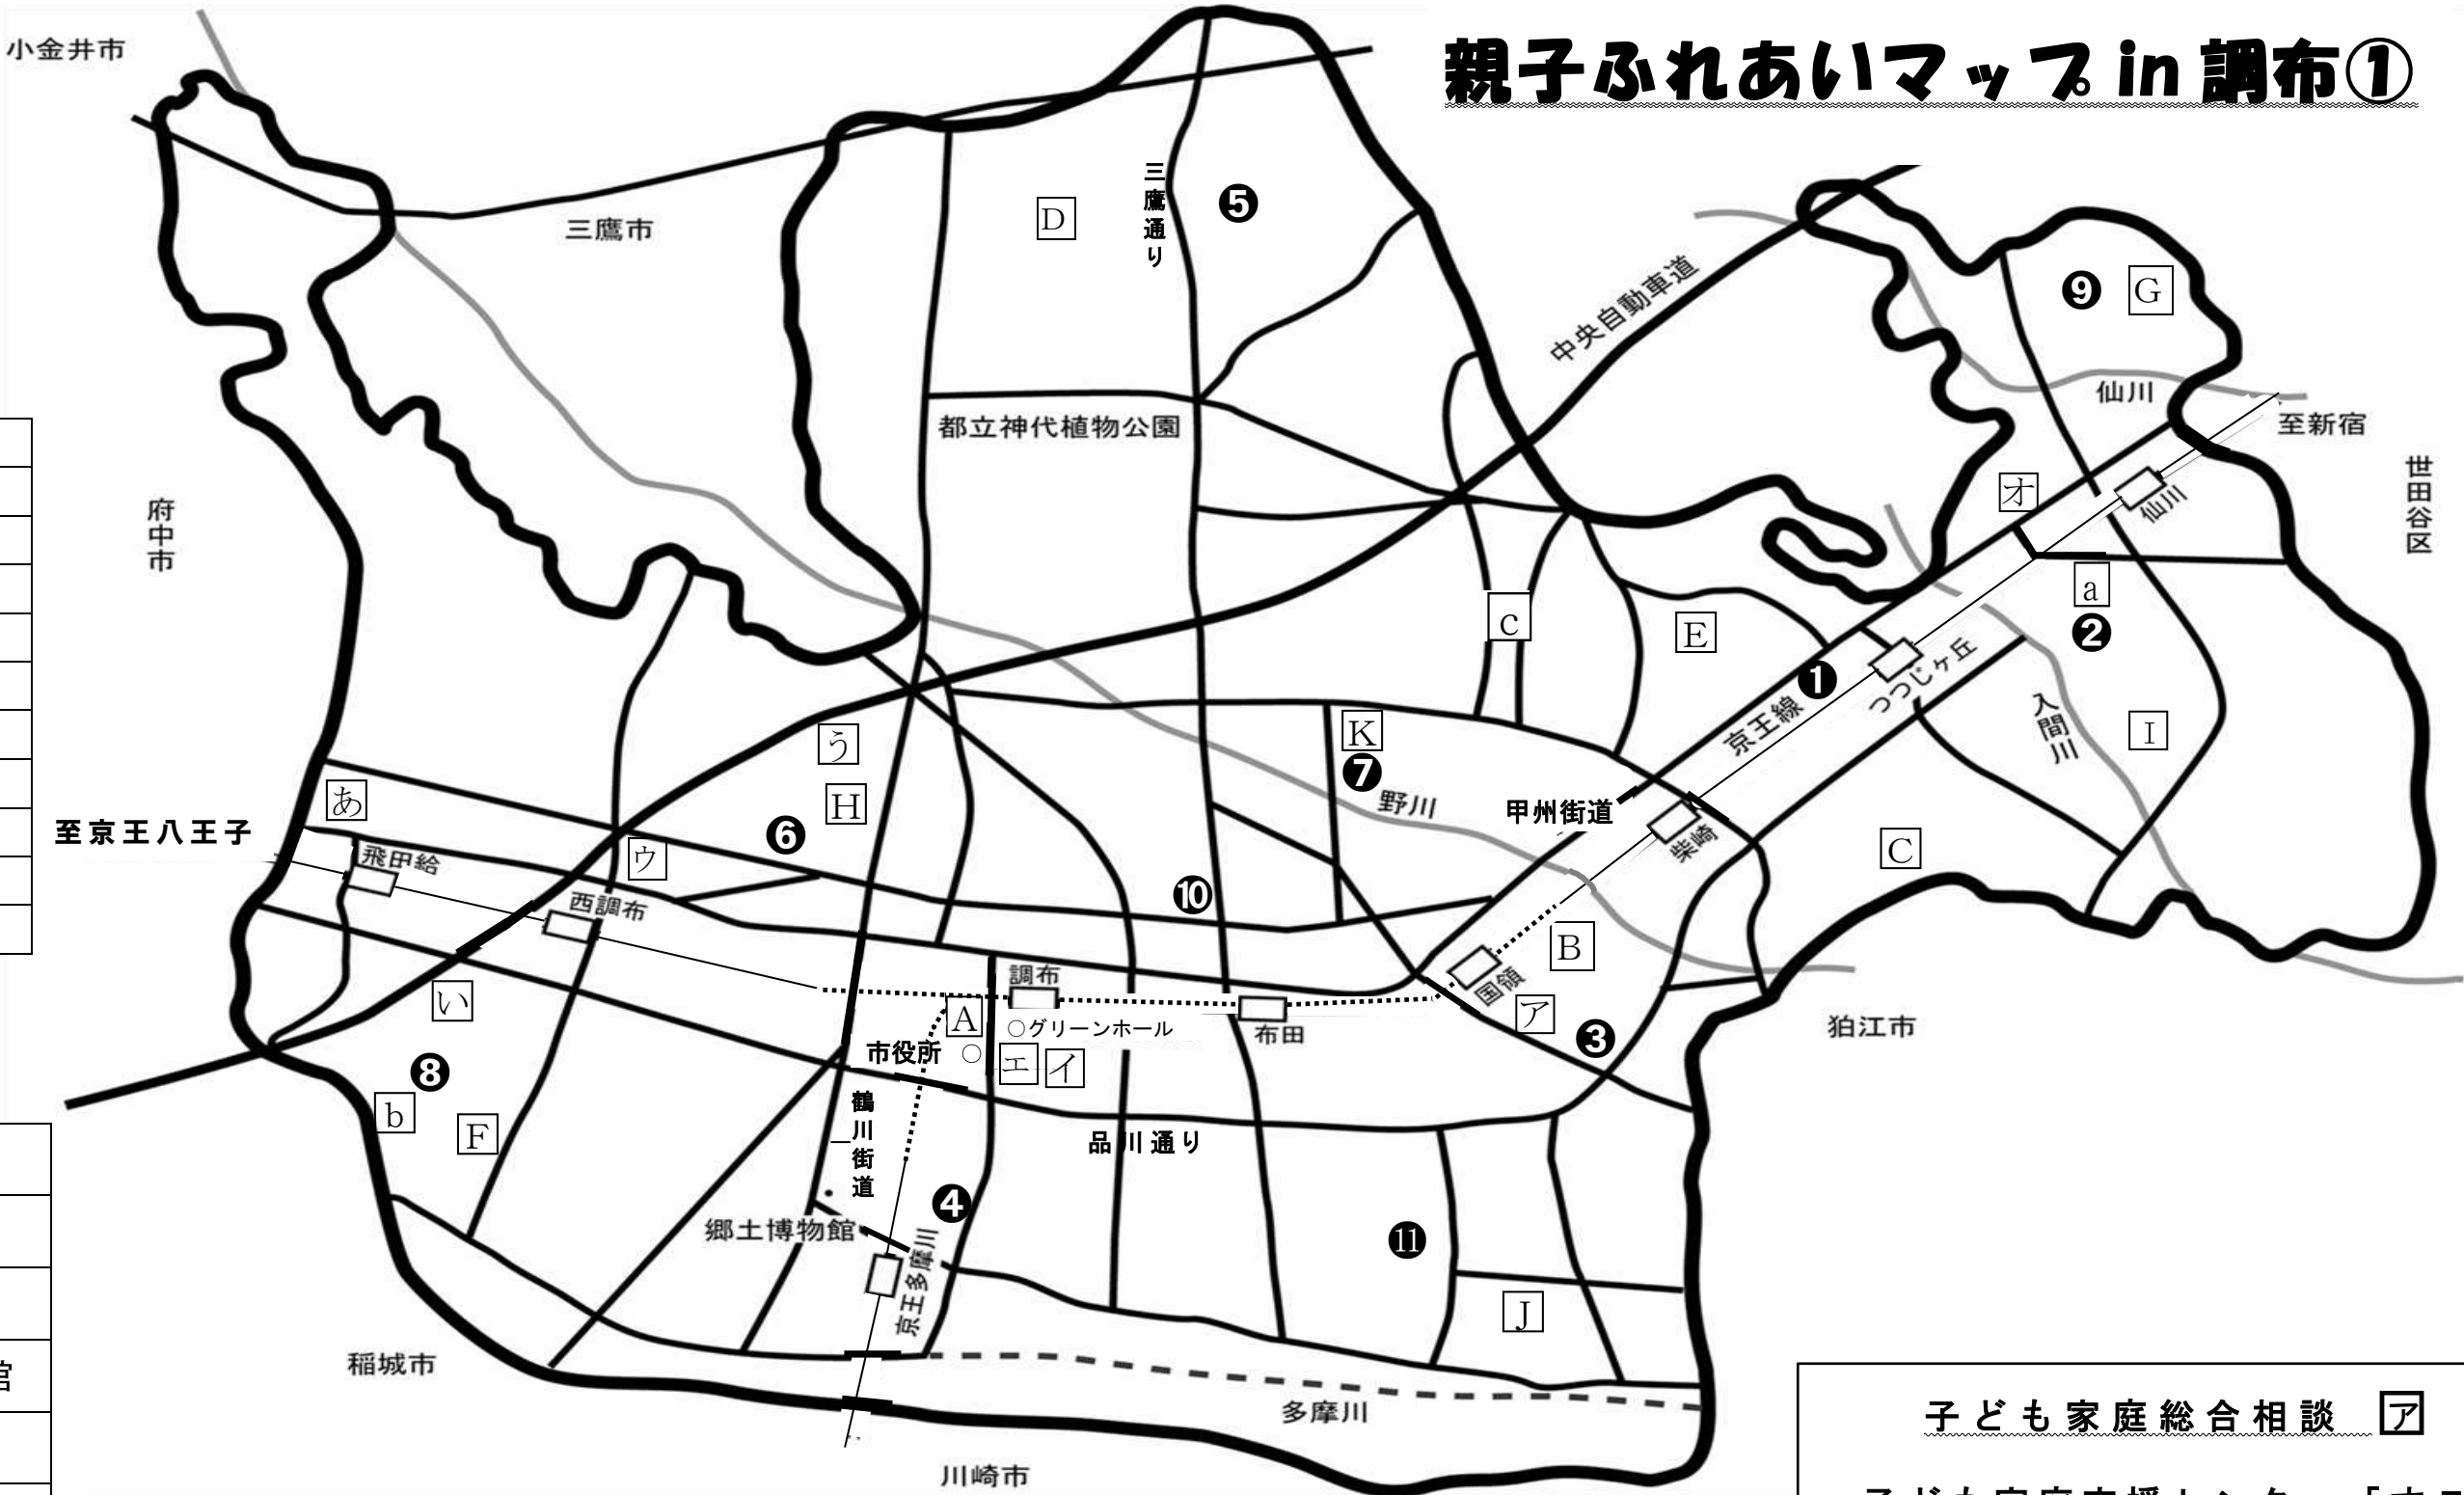 親子ふれあいマップ in 調布①
小金井市
三鷹市
D
三鷹通り
❺
中央自動車道
❾
G
仙川
至新宿
世田谷区
都立神代植物公園
府中市
オ
仙川
a
❷
c
E
❶
つつじヶ丘
京王線
入間川
I
う
H
K
❼
野川
甲州街道
柴崎
C
あ
至京王八王子
飛田給
❻
ウ
西調布
❿
B
国領
ア
❸
狛江市
い
調布
A
○グリーンホール
布田
市役所 ○
エ
イ
❽
b
F
鶴川街道
品川通り
❹
郷土博物館
京王多摩川
⓫
J
稲城市
多摩川
川崎市
子ども家庭総合相談 ア